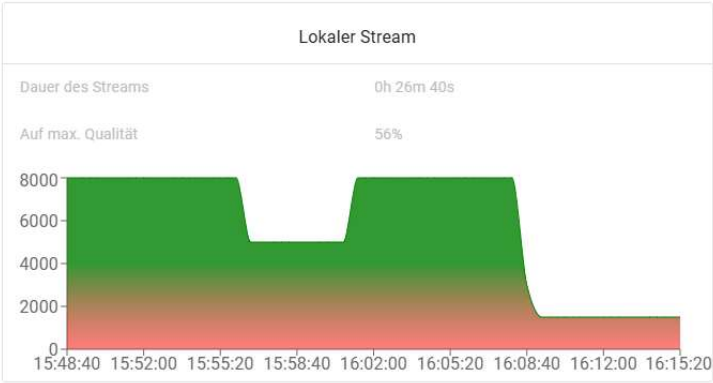 Lokaler Stream
Dauer des Streams 0h 26m 40s
Auf max. Qualität 56%
8000
6000
4000
2000
0
15:48:40 15:52:00 15:55:20 15:58:40 16:02:00 16:05:20 16:08:40 16:12:00 16:15:20